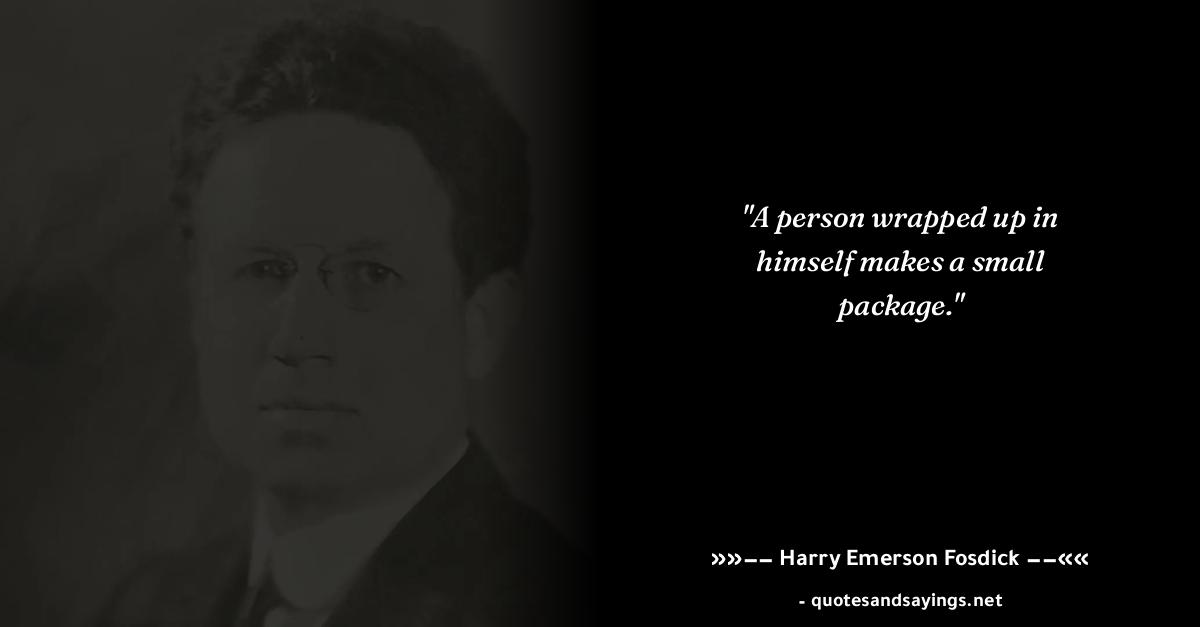 "A person wrapped up in
himself makes a small
package."
»»−− Harry Emerson Fosdick −−««
- quotesandsayings.net